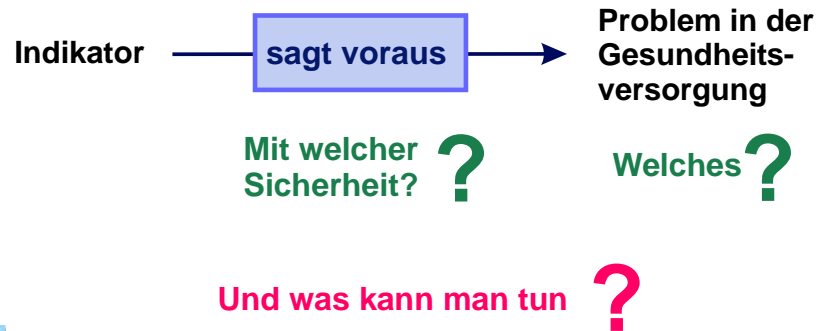 Indikator
sagt voraus
Problem in der
Gesundheits-
versorgung
Mit welcher
Sicherheit? ?
Welches ?
Und was kann man tun ?